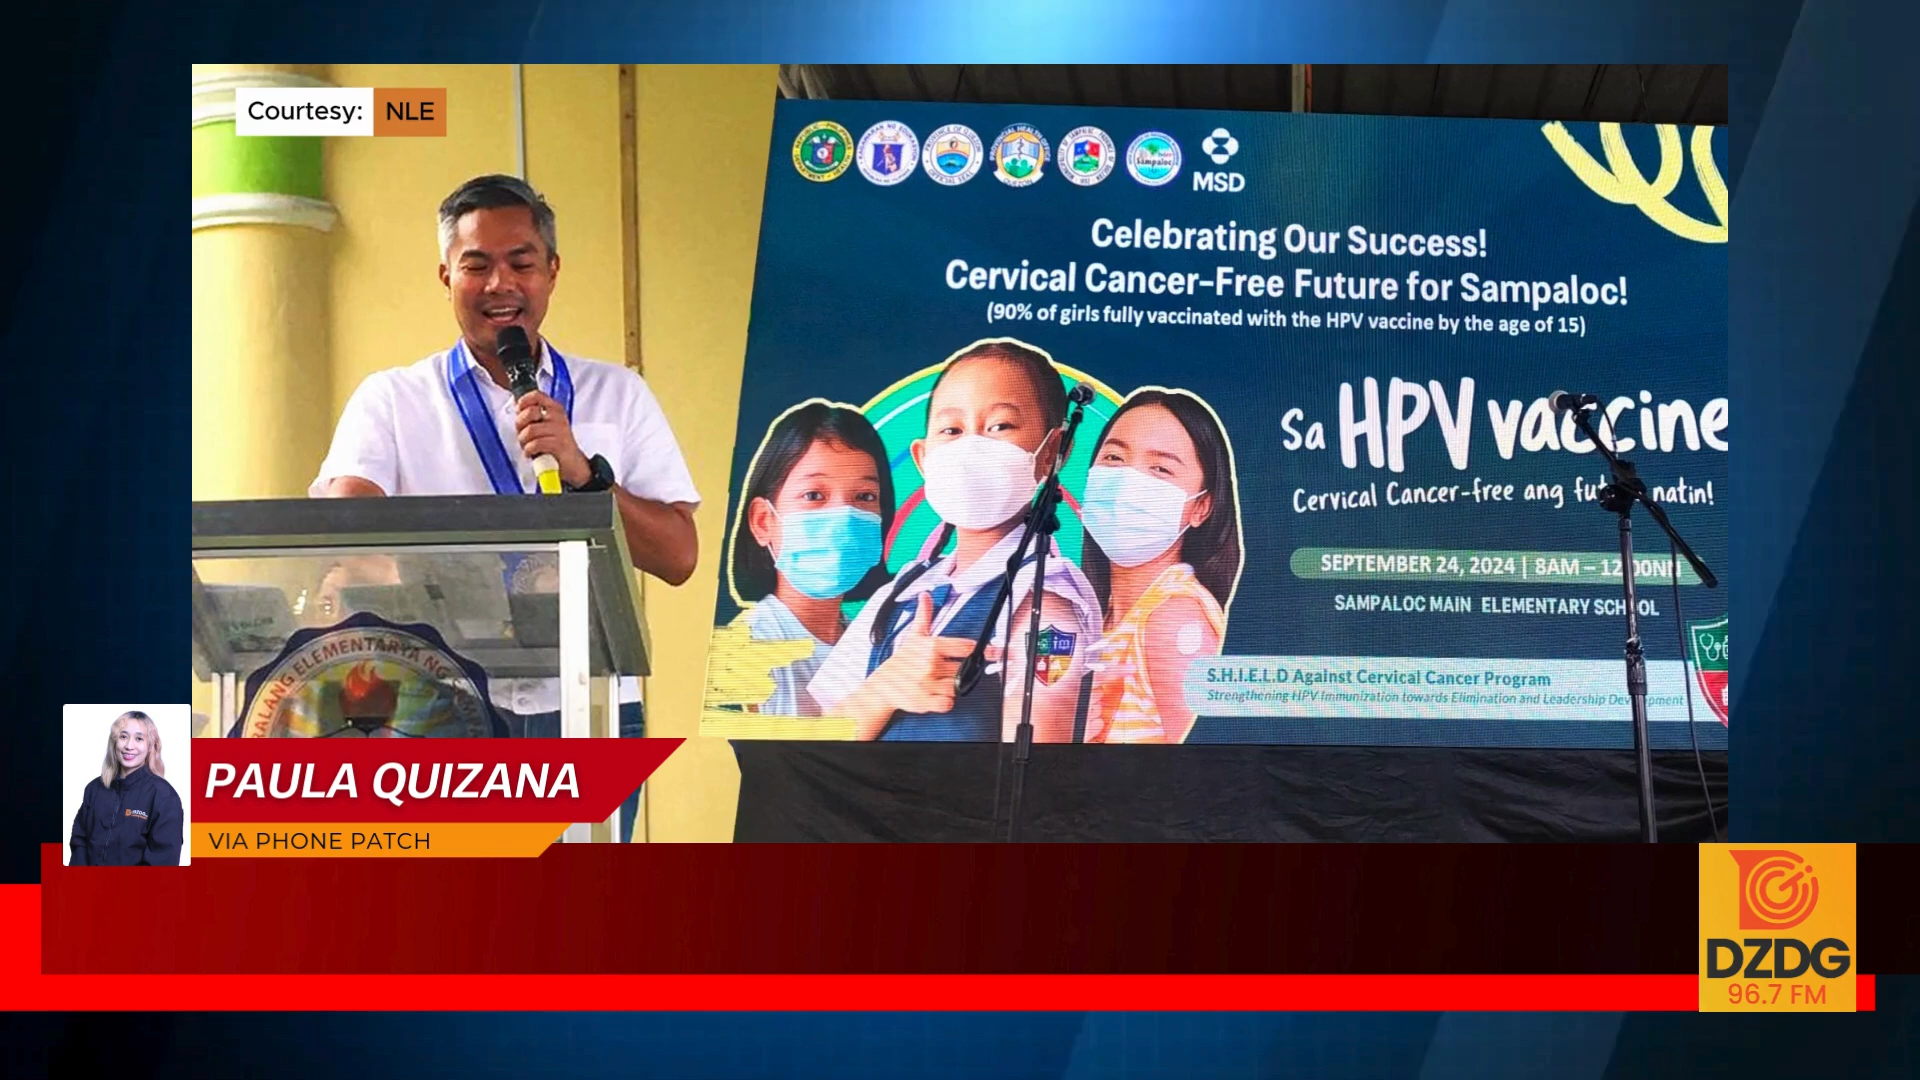 Courtesy: NLE
MSD
Celebrating Our Success!
Cervical Cancer-Free Future for Sampaloc!
(90% of girls fully vaccinated with the HPV vaccine by the age of 15)
Sa HPV vaccine
Cervical Cancer-free ang natin!
SEPTEMBER 24, 2024 | 8AM –
SAMPALOC MAIN ELEMENTARY
S.H.I.E.L.D Against Cervical Cancer Program
Strengthening HPV Immunization towards Elimination and Leadership
ELEMENTARYA NG
PAULA QUIZANA
VIA PHONE PATCH
DZDG
96.7 FM